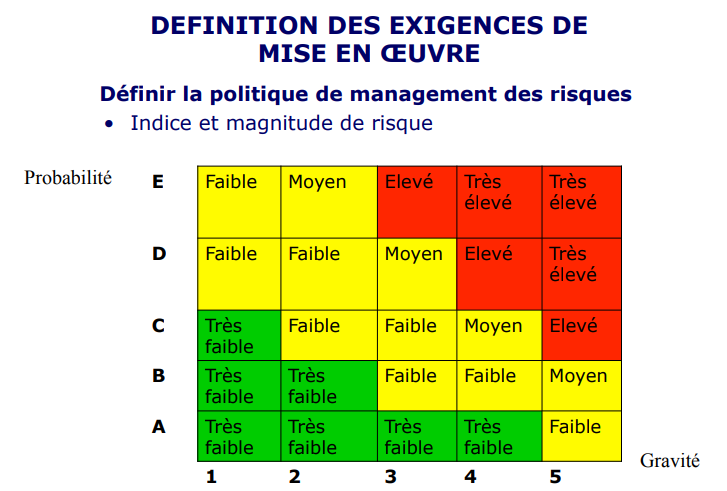 DEFINITION DES EXIGENCES DE
MISE EN ŒUVRE
Définir la politique de management des risques
• Indice et magnitude de risque
Probabilité
E Faible Moyen Elevé Très élevé Très élevé
D Faible Faible Moyen Elevé Très élevé
C Très faible Faible Faible Moyen Elevé
B Très faible Très faible Faible Faible Moyen
A Très faible Très faible Très faible Très faible Faible
Gravité
1 2 3 4 5